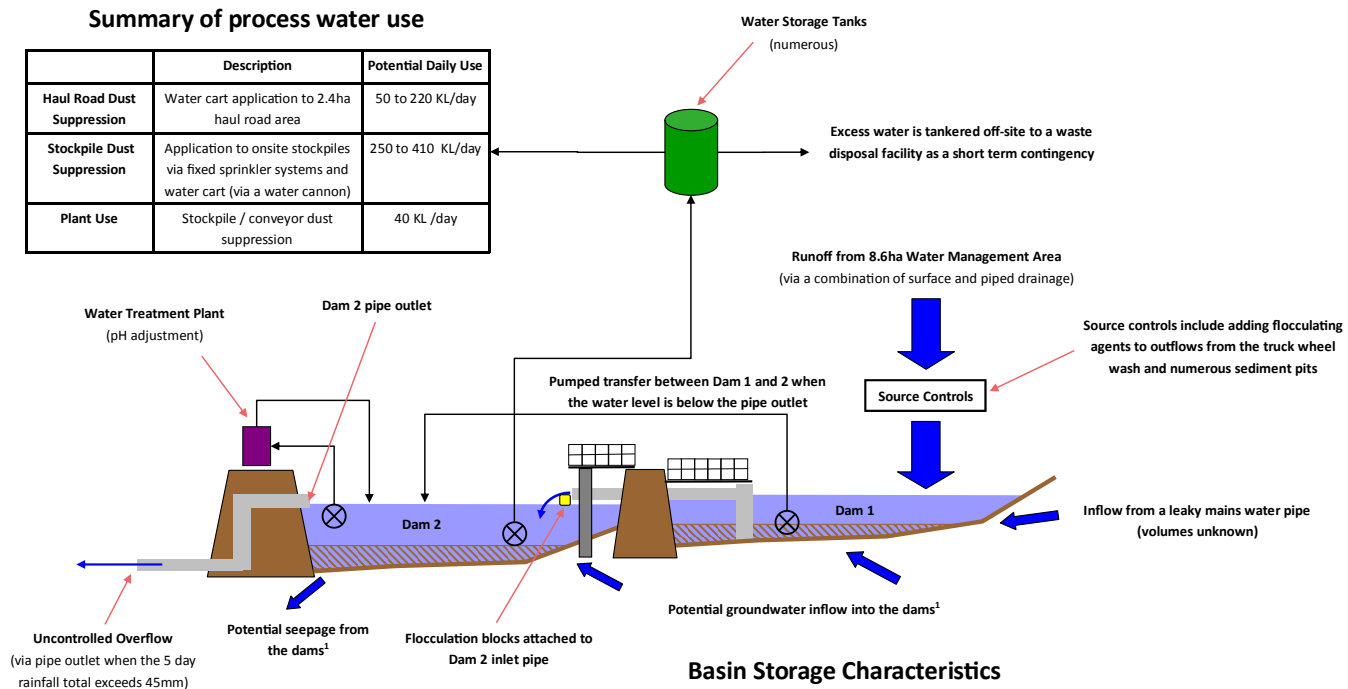 Summary of process water use
Description
Potential Daily Use
Haul Road Dust
Suppression
Water cart application to 2.4ha
haul road area
50 to 220 KL/day
Stockpile Dust
Suppression
Application to onsite stockpiles
via fixed sprinkler systems and
water cart (via a water cannon)
250 to 410 KL/day
Plant Use
Stockpile / conveyor dust
suppression
40 KL /day
Water Storage Tanks
(numerous)
Excess water is tankered off-site to a waste
disposal facility as a short term contingency
Runoff from 8.6ha Water Management Area
(via a combination of surface and piped drainage)
Source controls include adding flocculating
agents to outflows from the truck wheel
wash and numerous sediment pits
Source Controls
Water Treatment Plant
(pH adjustment)
Dam 2 pipe outlet
Pumped transfer between Dam 1 and 2 when
the water level is below the pipe outlet
Dam 2
Dam 1
Inflow from a leaky mains water pipe
(volumes unknown)
Potential groundwater inflow into the dams¹
Potential seepage from
the dams¹
Flocculation blocks attached to
Dam 2 inlet pipe
Uncontrolled Overflow
(via pipe outlet when the 5 day
rainfall total exceeds 45mm)
Basin Storage Characteristics